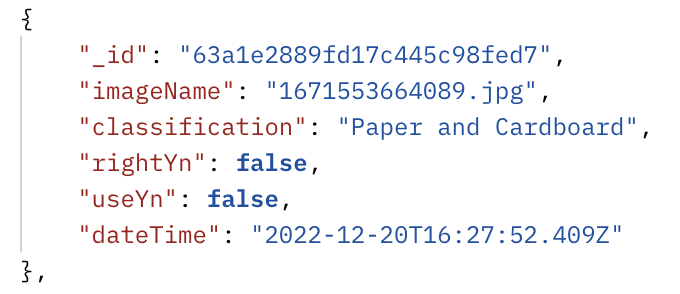 {
"_id": "63a1e2889fd17c445c98fed7",
"imageName": "1671553664089.jpg",
"classification": "Paper and Cardboard",
"rightYn": false,
"useYn": false,
"dateTime": "2022-12-20T16:27:52.409Z"
},